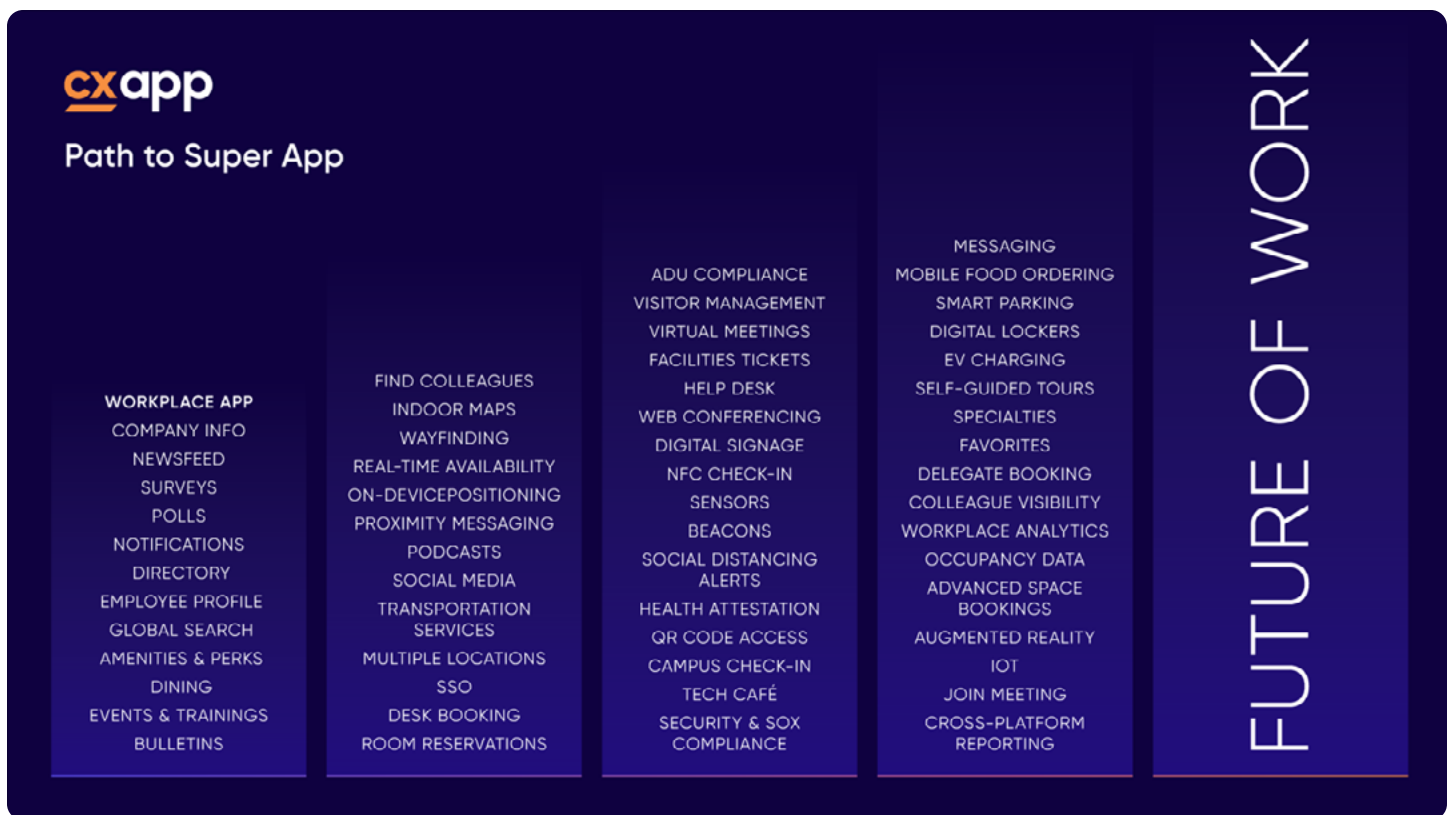 cxapp
Path to Super App
WORKPLACE APP
COMPANY INFO
NEWSFEED
SURVEYS
POLLS
NOTIFICATIONS
DIRECTORY
EMPLOYEE PROFILE
GLOBAL SEARCH
AMENITIES & PERKS
DINING
EVENTS & TRAININGS
BULLETINS
FIND COLLEAGUES
INDOOR MAPS
WAYFINDING
REAL-TIME AVAILABILITY
ON-DEVICEPOSITIONING
PROXIMITY MESSAGING
PODCASTS
SOCIAL MEDIA
TRANSPORTATION
SERVICES
MULTIPLE LOCATIONS
SSO
DESK BOOKING
ROOM RESERVATIONS
ADU COMPLIANCE
VISITOR MANAGEMENT
VIRTUAL MEETINGS
FACILITIES TICKETS
HELP DESK
WEB CONFERENCING
DIGITAL SIGNAGE
NFC CHECK-IN
SENSORS
BEACONS
SOCIAL DISTANCING
ALERTS
HEALTH ATTESTATION
QR CODE ACCESS
CAMPUS CHECK-IN
TECH CAFÉ
SECURITY & SOX
COMPLIANCE
MESSAGING
MOBILE FOOD ORDERING
SMART PARKING
DIGITAL LOCKERS
EV CHARGING
SELF-GUIDED TOURS
SPECIALTIES
FAVORITES
DELEGATE BOOKING
COLLEAGUE VISIBILITY
WORKPLACE ANALYTICS
OCCUPANCY DATA
ADVANCED SPACE
BOOKINGS
AUGMENTED REALITY
IOT
JOIN MEETING
CROSS-PLATFORM
REPORTING
FUTURE OF WORK